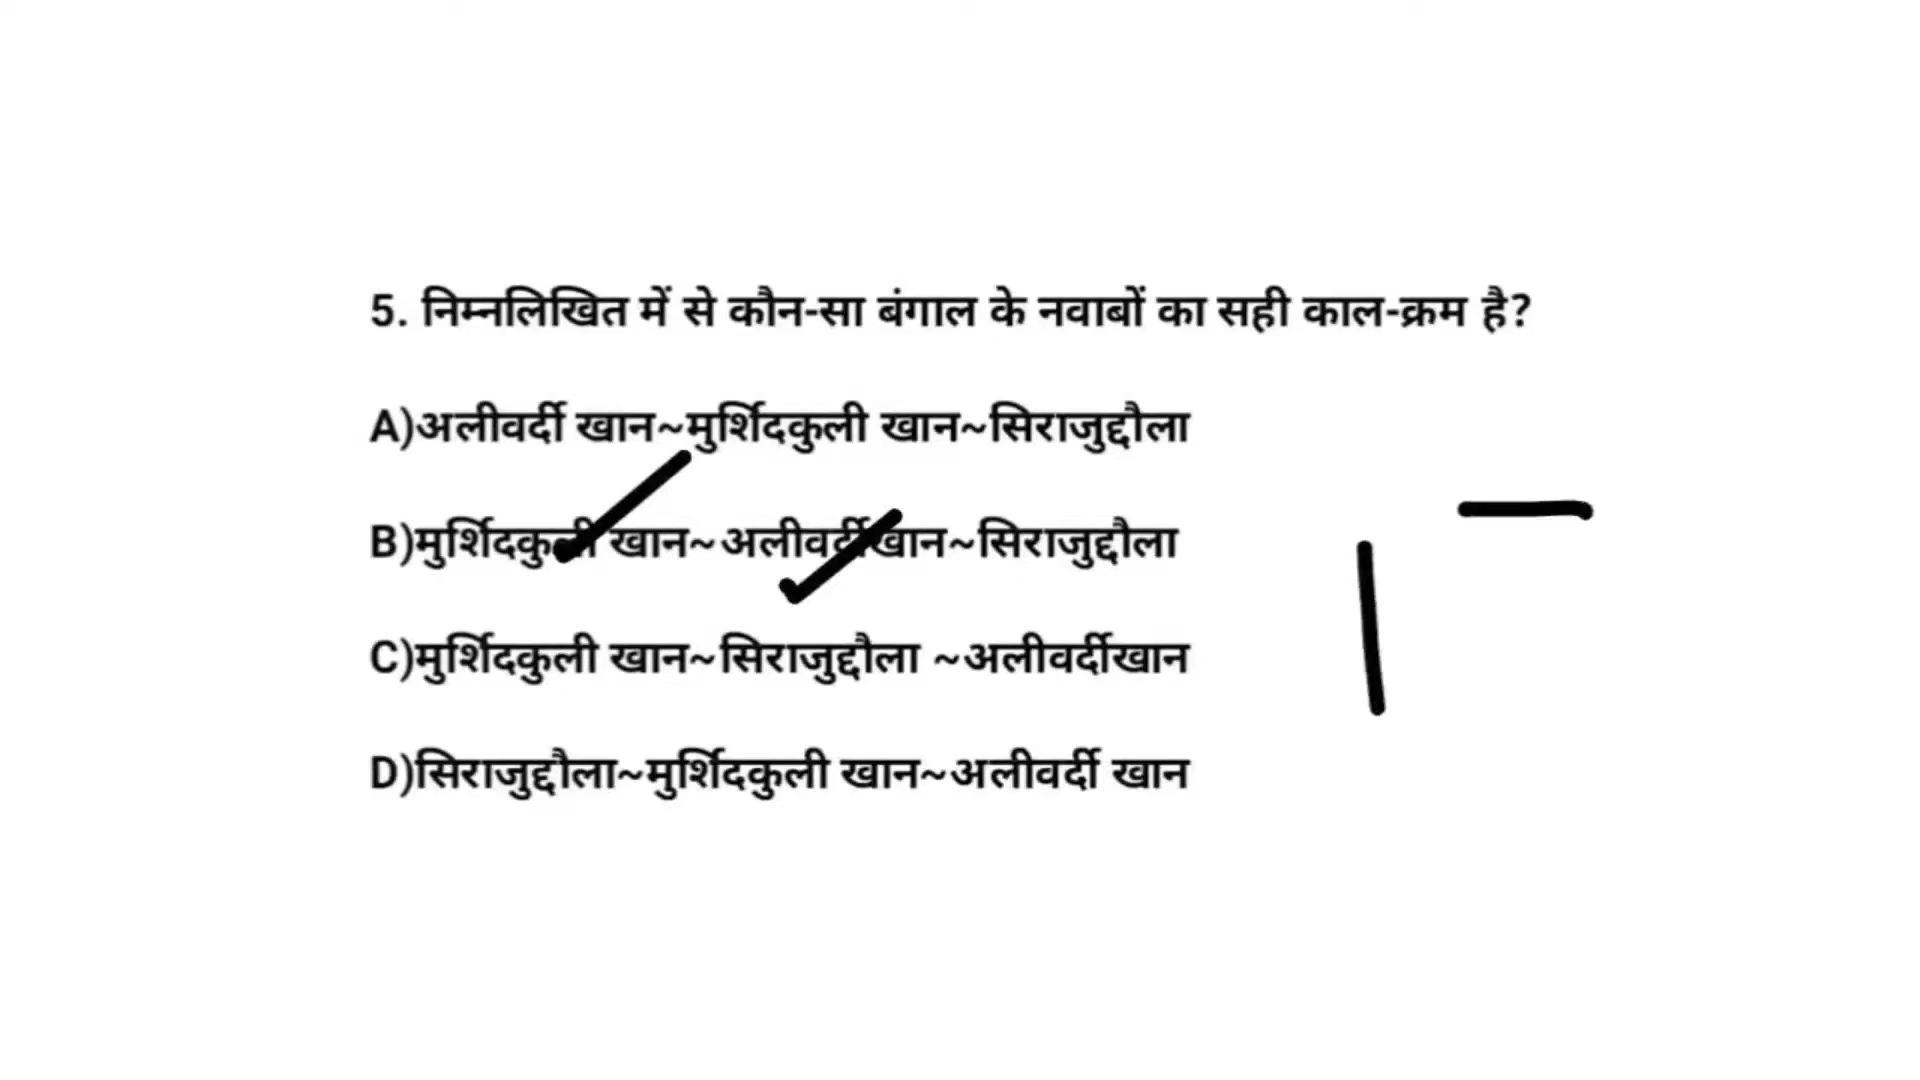 5. निम्नलिखित में से कौन-सा बंगाल के नवाबों का सही काल-क्रम है?
A)अलीवर्दी खान~मुर्शिदकुली खान~सिराजुद्दौला
B)मुर्शिदकुली खान~अलीवर्दीखान~सिराजुद्दौला
C)मुर्शिदकुली खान~सिराजुद्दौला ~अलीवर्दीखान
D)सिराजुद्दौला~मुर्शिदकुली खान~अलीवर्दी खान